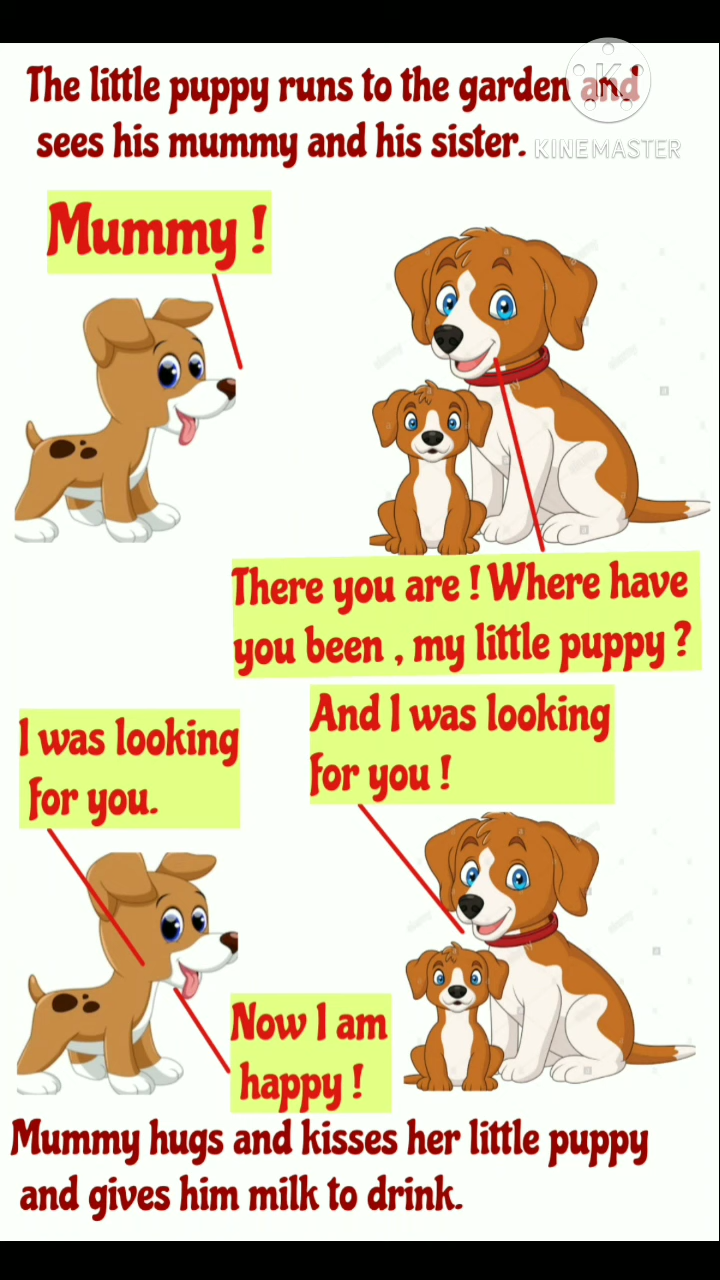 The little puppy runs to the garden and
sees his mummy and his sister.
KINEMASTER
Mummy !
There you are ! Where have
you been , my little puppy ?
I was looking
for you.
And I was looking
for you !
Now I am
happy !
Mummy hugs and kisses her little puppy
and gives him milk to drink.